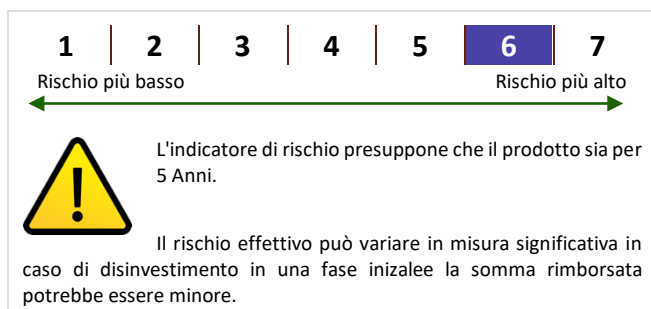 1 2 3 4 5 6 7
Rischio più basso Rischio più alto
L'indicatore di rischio presuppone che il prodotto sia per
5 Anni.
Il rischio effettivo può variare in misura significativa in
caso di disinvestimento in una fase inizalee la somma rimborsata
potrebbe essere minore.